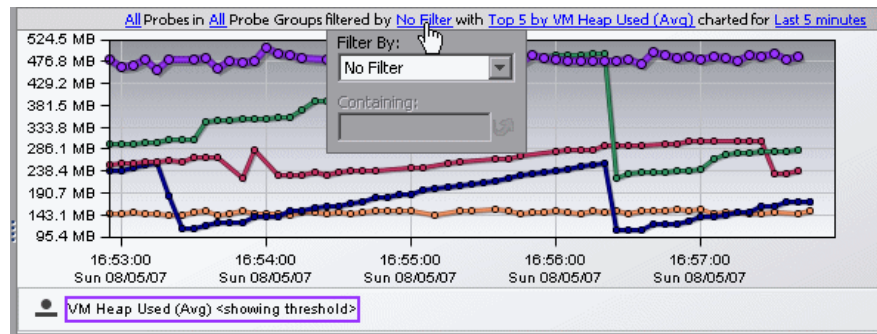 All Probes in All Probe Groups filtered by No Filter with Top 5 by VM Heap Used (Avg) charted for Last 5 minutes
524.5 MB
476.8 MB
429.2 MB
381.5 MB
333.8 MB
286.1 MB
238.4 MB
190.7 MB
143.1 MB
95.4 MB
Filter By:
No Filter
Containing:
16:53:00 16:54:00 16:55:00 16:56:00 16:57:00
Sun 08/05/07 Sun 08/05/07 Sun 08/05/07 Sun 08/05/07 Sun 08/05/07
VM Heap Used (Avg) <showing threshold>